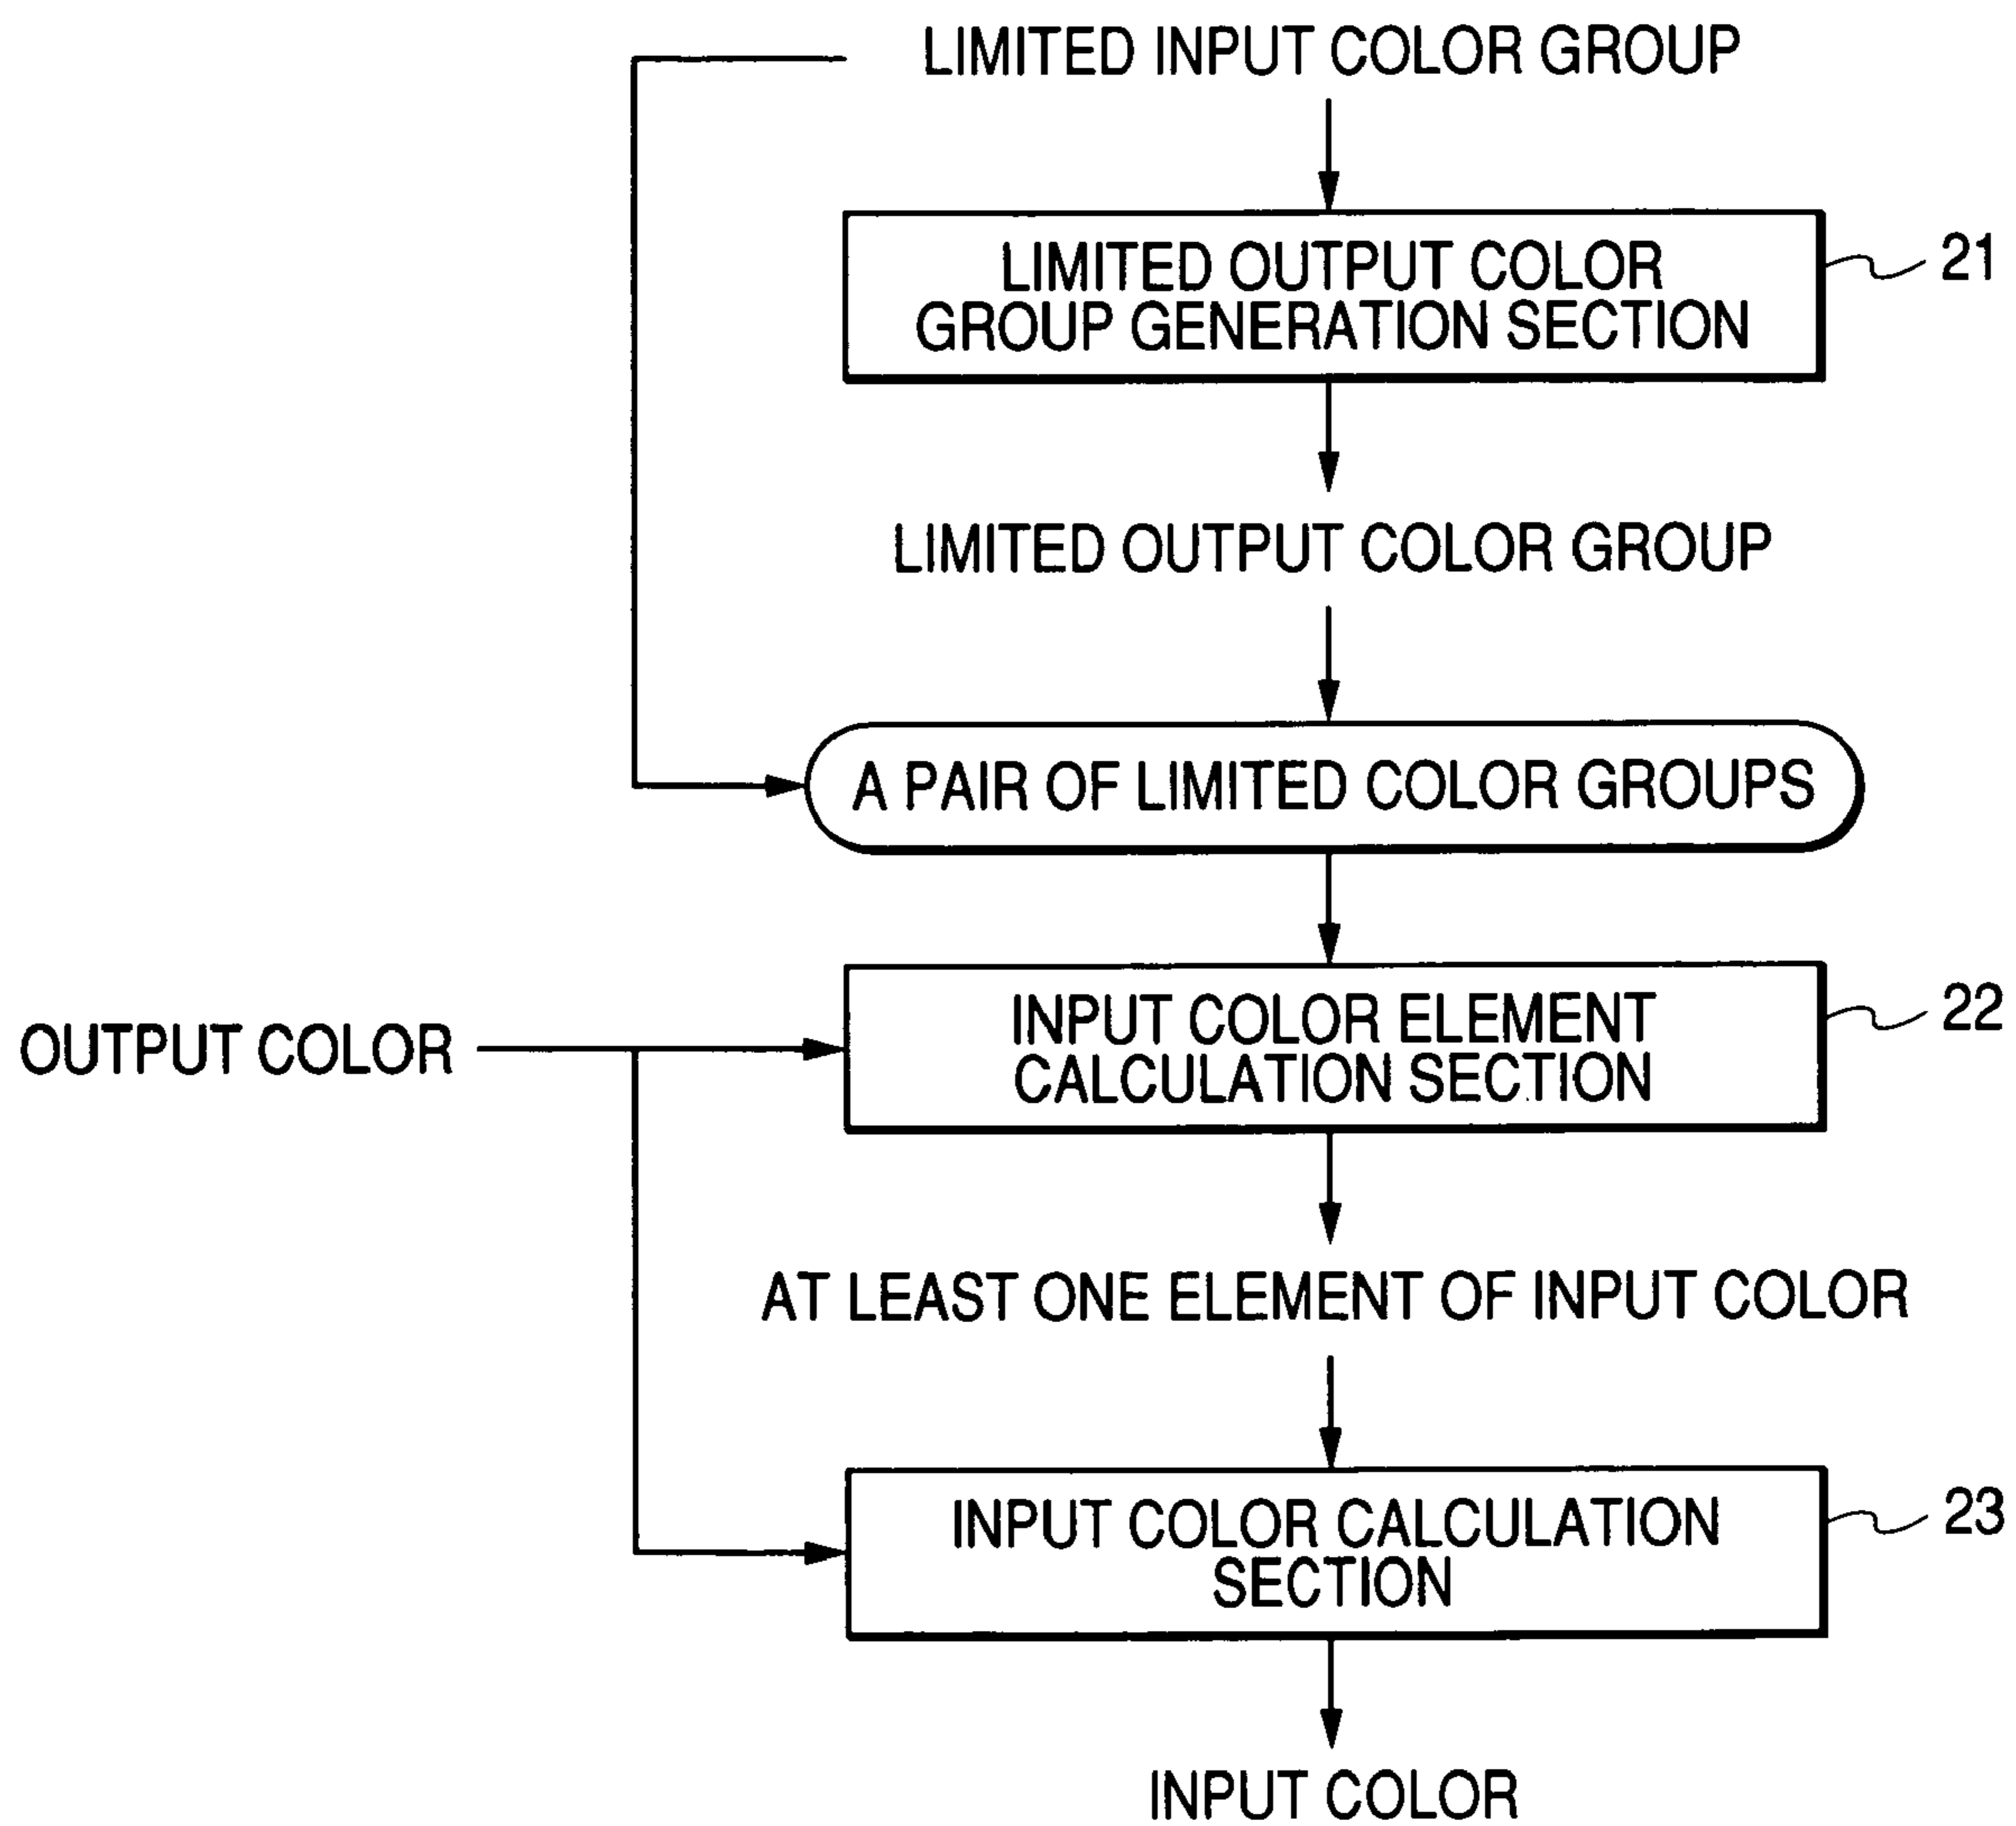 LIMITED INPUT COLOR GROUP
LIMITED OUTPUT COLOR
GROUP GENERATION SECTION
21
LIMITED OUTPUT COLOR GROUP
A PAIR OF LIMITED COLOR GROUPS
INPUT COLOR ELEMENT
CALCULATION SECTION
22
OUTPUT COLOR
AT LEAST ONE ELEMENT OF INPUT COLOR
INPUT COLOR CALCULATION
SECTION
23
INPUT COLOR